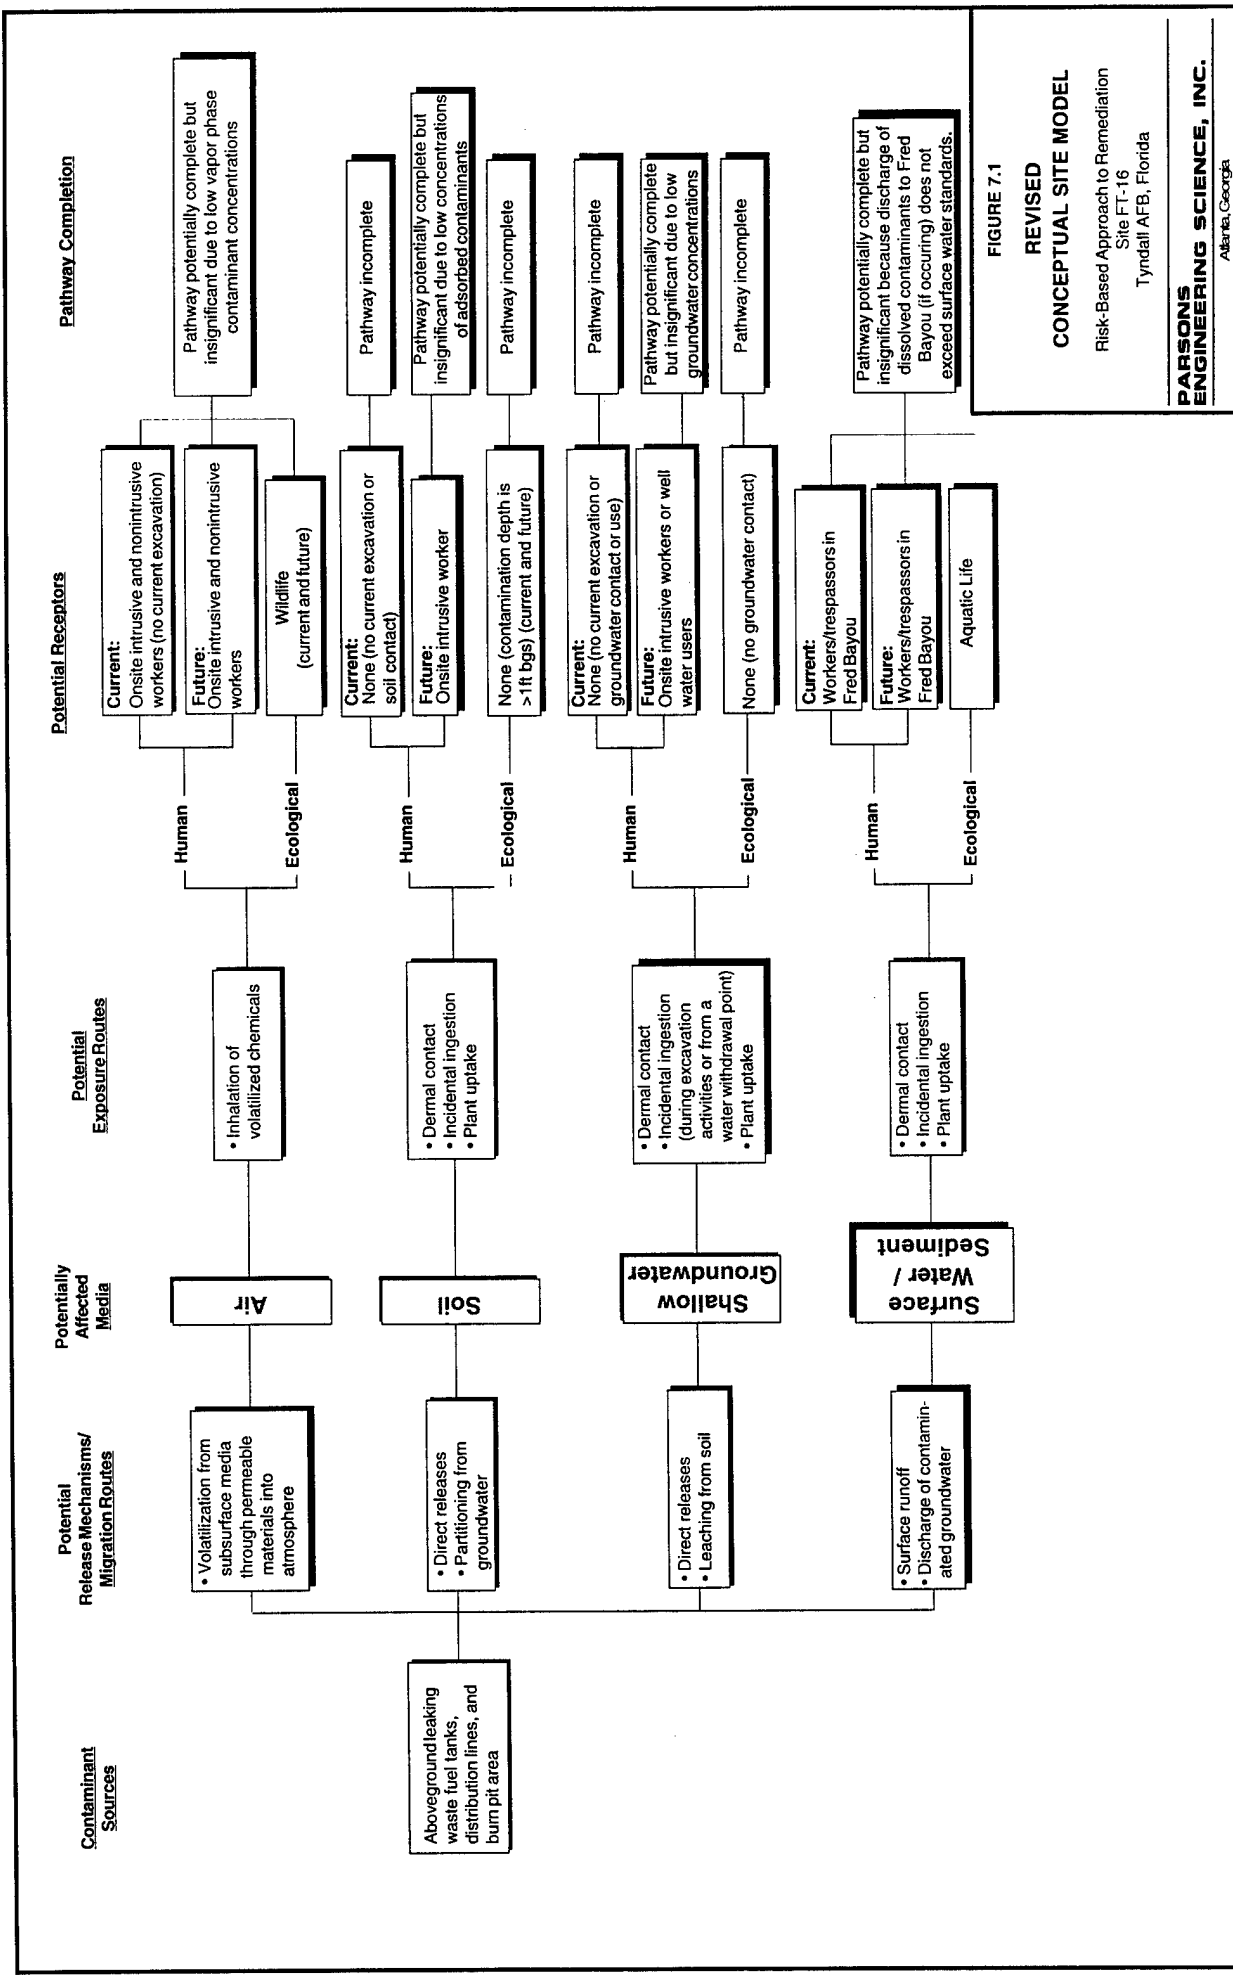 Contaminant
Sources
Potential
Release Mechanisms/
Migration Routes
Potentially
Affected
Media
Potential
Exposure Routes
Potential Receptors
Pathway Completion
Aboveground leaking
waste fuel tanks,
distribution lines, and
burn pit area
• Volatilization from
subsurface media
through permeable
materials into
atmosphere
Air
• Inhalation of
volatilized chemicals
Human
Current:
Onsite intrusive and nonintrusive
workers (no current excavation)
Future:
Onsite intrusive and nonintrusive
workers
Ecological
Wildlife
(current and future)
Pathway potentially complete but
insignificant due to low vapor phase
contaminant concentrations
• Direct releases
• Partitioning from
groundwater
Soil
• Dermal contact
• Incidental ingestion
• Plant uptake
Human
Current:
None (no current excavation or
soil contact)
Pathway incomplete
Future:
Onsite intrusive worker
Pathway potentially complete but
insignificant due to low concentrations
of adsorbed contaminants
Ecological
None (contamination depth is
>1ft bgs) (current and future)
Pathway incomplete
• Direct releases
• Leaching from soil
Shallow
Groundwater
• Dermal contact
• Incidental ingestion
(during excavation
activities or from a
water withdrawal point)
• Plant uptake
Human
Current:
None (no current excavation or
groundwater contact or use)
Pathway incomplete
Future:
Onsite intrusive workers or well
water users
Pathway potentially complete
but insignificant due to low
groundwater concentrations
Ecological
None (no groundwater contact)
Pathway incomplete
• Surface runoff
• Discharge of contamin-
ated groundwater
Surface
Water /
Sediment
• Dermal contact
• Incidental ingestion
• Plant uptake
Human
Current:
Workers/trespassors in
Fred Bayou
Future:
Workers/trespassors in
Fred Bayou
Ecological
Aquatic Life
Pathway potentially complete but
insignificant because discharge of
dissolved contaminants to Fred
Bayou (if occuring) does not
exceed surface water standards.
FIGURE 7.1
REVISED
CONCEPTUAL SITE MODEL
Risk-Based Approach to Remediation
Site FT-16
Tyndall AFB, Florida
PARSONS
ENGINEERING SCIENCE, INC.
Atlanta, Georgia